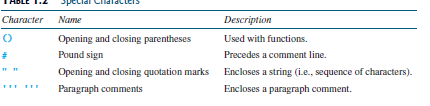 TABLE 1.2 Special Characters
Character Name Description
() Opening and closing parentheses Used with functions.
# Pound sign Precedes a comment line.
" " Opening and closing quotation marks Encloses a string (i.e., sequence of characters).
''' ''' Paragraph comments Encloses a paragraph comment.